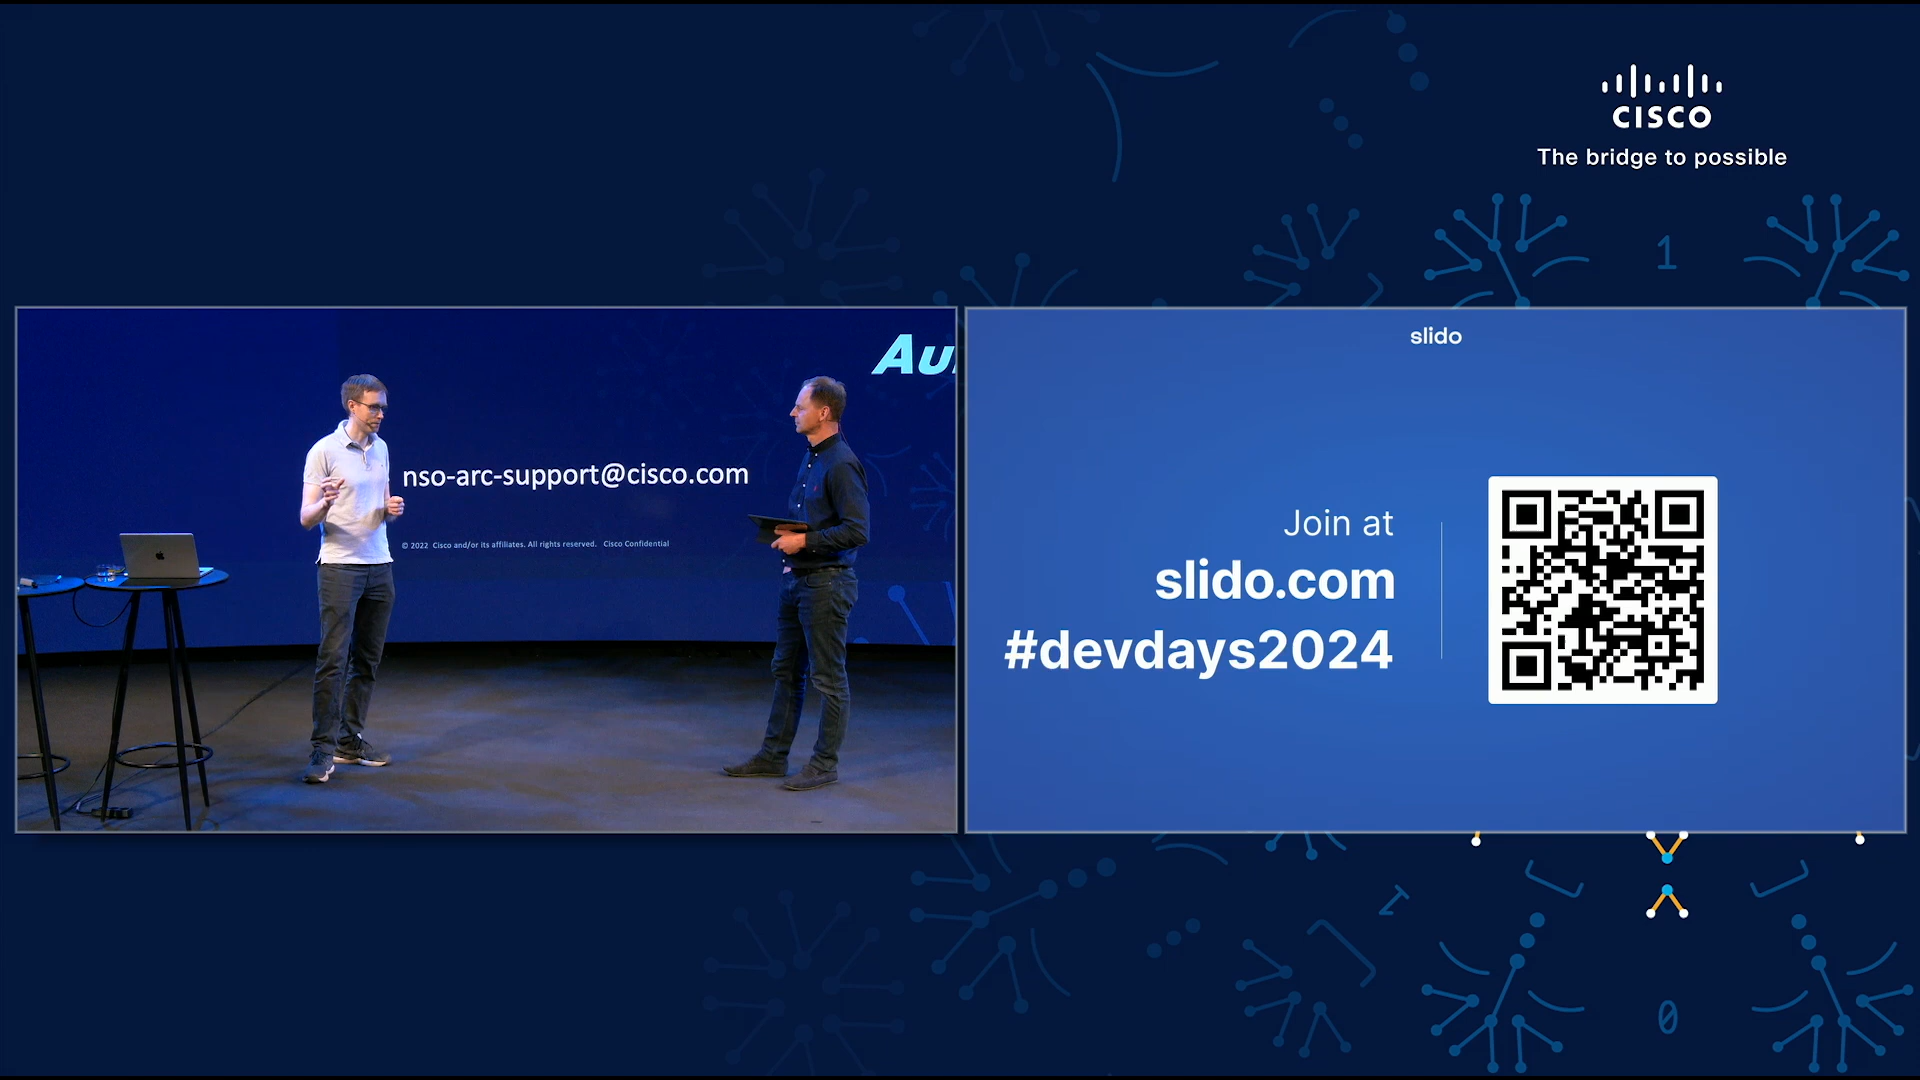 CISCO
The bridge to possible
nso-arc-support@cisco.com
© 2022 Cisco and/or its affiliates. All rights reserved. Cisco Confidential
slido
Join at
slido.com
#devdays2024
1
1
0